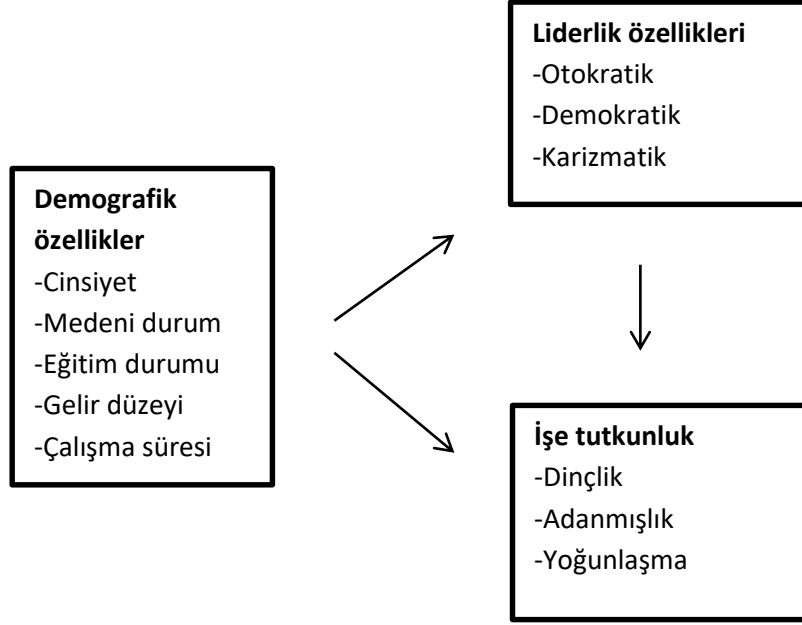 Liderlik özellikleri
-Otokratik
-Demokratik
-Karizmatik
Demografik
özellikler
-Cinsiyet
-Medeni durum
-Eğitim durumu
-Gelir düzeyi
-Çalışma süresi
İşe tutkunluk
-Dinçlik
-Adanmışlık
-Yoğunlaşma